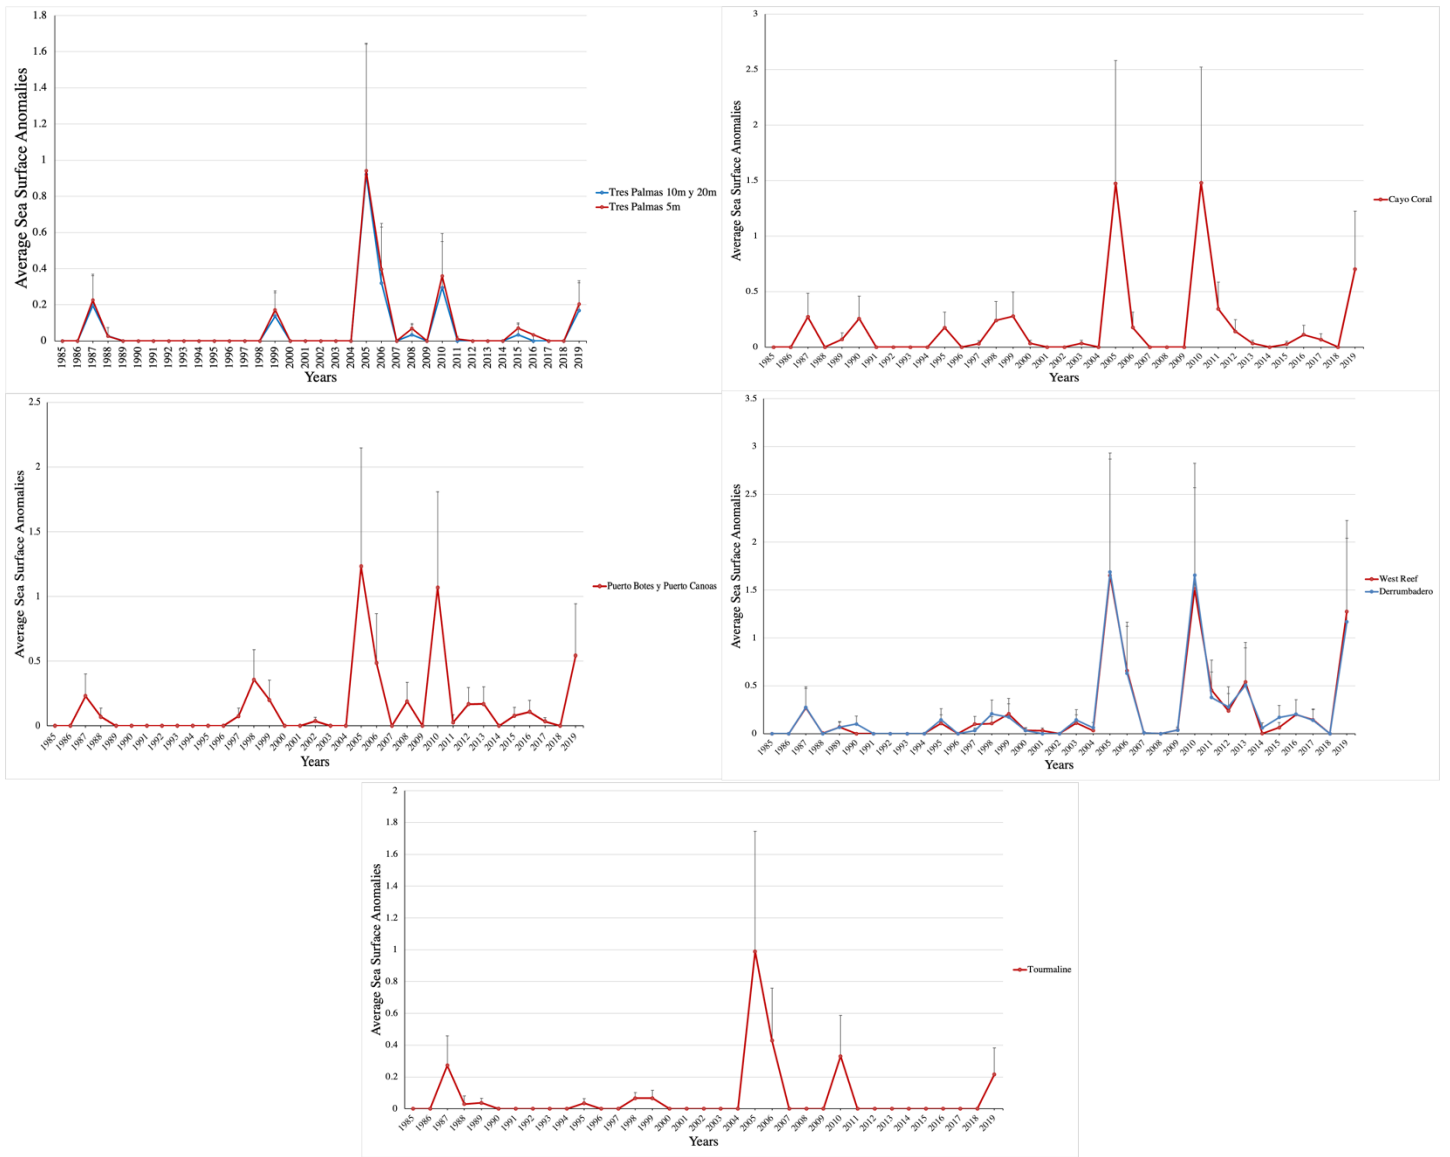 Average Sea Surface Anomalies
1.8
1.6
1.4
1.2
1
0.8
0.6
0.4
0.2
0
1985 1986 1987 1988 1989 1990 1991 1992 1993 1994 1995 1996 1997 1998 1999 2000 2001 2002 2003 2004 2005 2006 2007 2008 2009 2010 2011 2012 2013 2014 2015 2016 2017 2018 2019
Years
Tres Palmas 10m y 20m
Tres Palmas 5m
Average Sea Surface Anomalies
3
2.5
2
1.5
1
0.5
0
1985 1986 1987 1988 1989 1990 1991 1992 1993 1994 1995 1996 1997 1998 1999 2000 2001 2002 2003 2004 2005 2006 2007 2008 2009 2010 2011 2012 2013 2014 2015 2016 2017 2018 2019
Years
Cayo Coral
Average Sea Surface Anomalies
2.5
2
1.5
1
0.5
0
1985 1986 1987 1988 1989 1990 1991 1992 1993 1994 1995 1996 1997 1998 1999 2000 2001 2002 2003 2004 2005 2006 2007 2008 2009 2010 2011 2012 2013 2014 2015 2016 2017 2018 2019
Years
Puerto Botes y Puerto Canoas
Average Sea Surface Anomalies
3.5
3
2.5
2
1.5
1
0.5
0
1985 1986 1987 1988 1989 1990 1991 1992 1993 1994 1995 1996 1997 1998 1999 2000 2001 2002 2003 2004 2005 2006 2007 2008 2009 2010 2011 2012 2013 2014 2015 2016 2017 2018 2019
Years
West Reef
Derrumbadero
Average Sea Surface Anomalies
2
1.8
1.6
1.4
1.2
1
0.8
0.6
0.4
0.2
0
1985 1986 1987 1988 1989 1990 1991 1992 1993 1994 1995 1996 1997 1998 1999 2000 2001 2002 2003 2004 2005 2006 2007 2008 2009 2010 2011 2012 2013 2014 2015 2016 2017 2018 2019
Years
Tourmaline